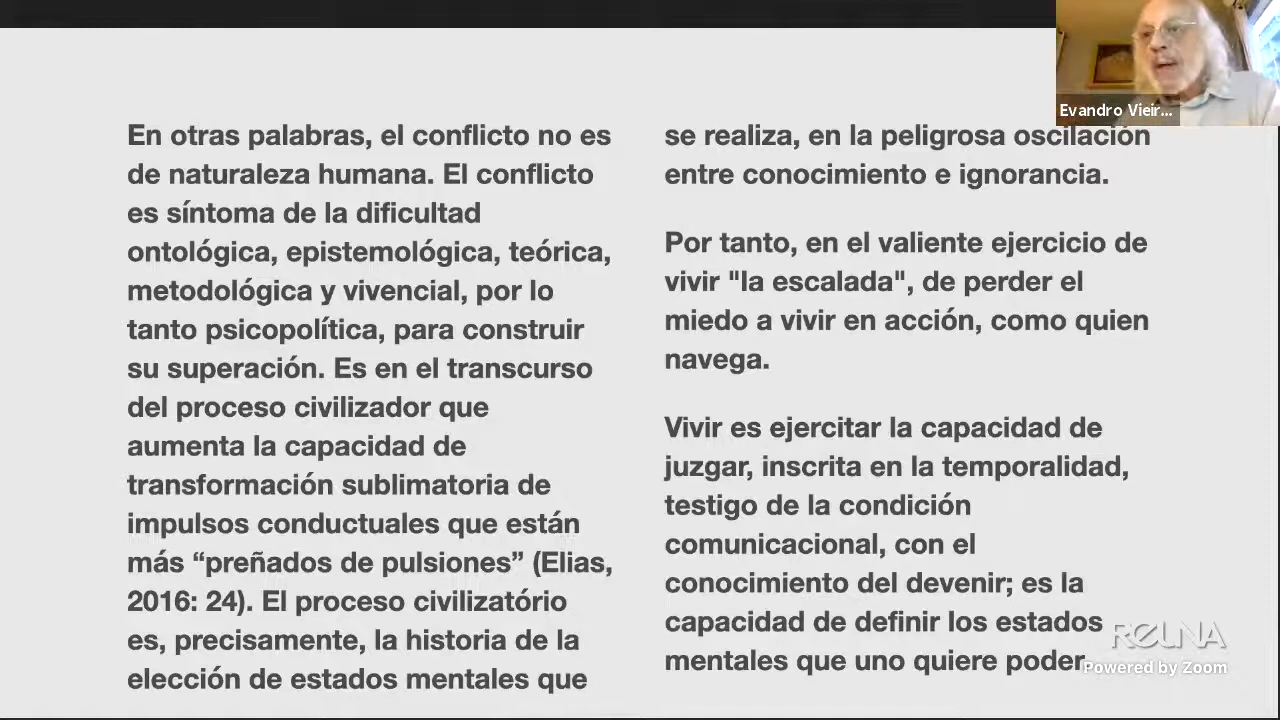 En otras palabras, el conflicto no es
de naturaleza humana. El conflicto
es síntoma de la dificultad
ontológica, epistemológica, teórica,
metodológica y vivencial, por lo
tanto psicopolítica, para construir
su superación. Es en el transcurso
del proceso civilizador que
aumenta la capacidad de
transformación sublimatoria de
impulsos conductuales que están
más “preñados de pulsiones” (Elias,
2016: 24). El proceso civilizatório
es, precisamente, la historia de la
elección de estados mentales que
se realiza, en la peligrosa oscilación
entre conocimiento e ignorancia.
Por tanto, en el valiente ejercicio de
vivir "la escalada", de perder el
miedo a vivir en acción, como quien
navega.
Vivir es ejercitar la capacidad de
juzgar, inscrita en la temporalidad,
testigo de la condición
comunicacional, con el
conocimiento del devenir; es la
capacidad de definir los estados
mentales que uno quiere poder
Evandro Vieir...
REUNA
Powered by Zoom